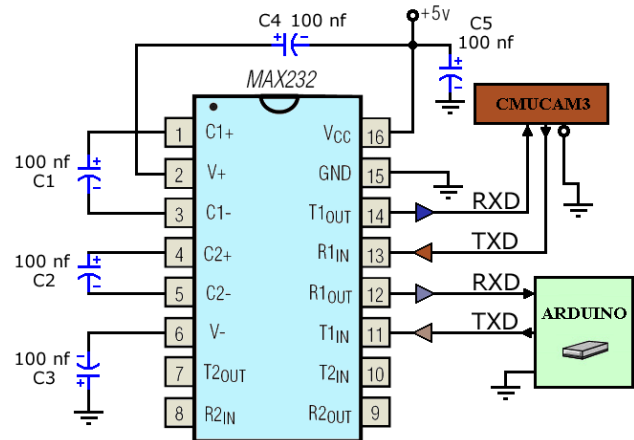 C4 100 nf
+5v
C5
100 nf
MAX232
CMUCAM3
1 C1+ VCC 16
100 nf
C1
2 V+ GND 15
3 C1- T1OUT 14 RXD
4 C2+ R1IN 13 TXD
100 nf
C2
5 C2- R1OUT 12 RXD
ARDUINO
6 V- T1IN 11 TXD
100 nf
C3
7 T2OUT T2IN 10
8 R2IN R2OUT 9